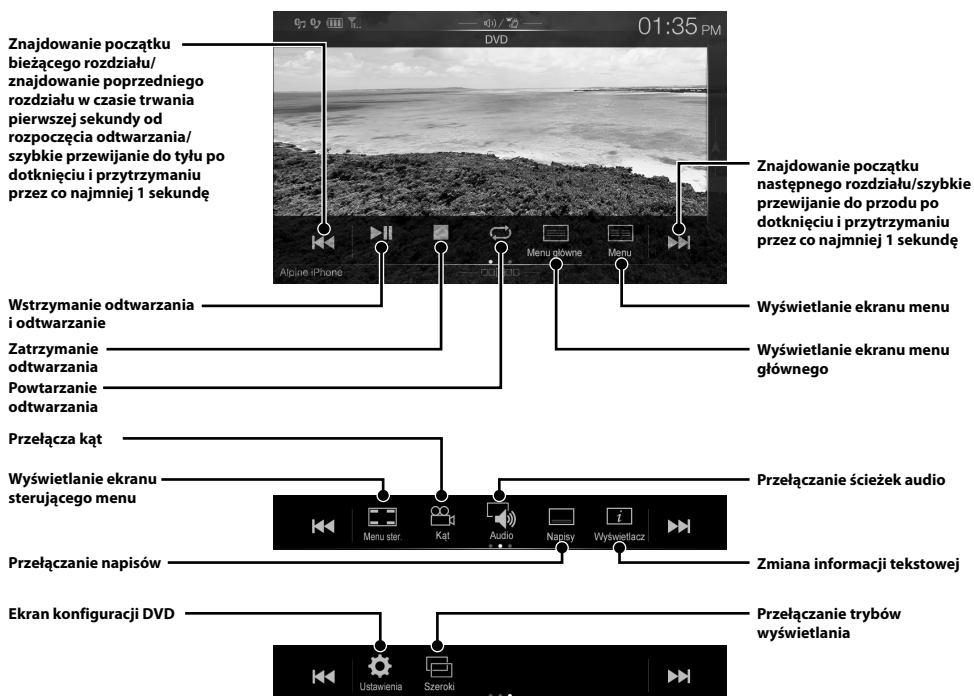 01:35 PM
DVD
Znajdowanie początku
bieżącego rozdziału/
znajdowanie poprzedniego
rozdziału w czasie trwania
pierwszej sekundy od
rozpoczęcia odtwarzania/
szybkie przewijanie do tyłu po
dotknięciu i przytrzymaniu
przez co najmniej 1 sekundę
Znajdowanie początku
następnego rozdziału/szybkie
przewijanie do przodu po
dotknięciu i przytrzymaniu
przez co najmniej 1 sekundę
Menu główne
Menu
Alpine iPhone
Wstrzymanie odtwarzania
i odtwarzanie
Zatrzymanie
odtwarzania
Powtarzanie
odtwarzania
Wyświetlanie ekranu menu
Wyświetlanie ekranu menu
głównego
Przełącza kąt
Wyświetlanie ekranu
sterującego menu
Przełączanie ścieżek audio
Menu ster.
Kąt
Audio
Napisy
Wyświetlacz
Przełączanie napisów
Zmiana informacji tekstowej
Ekran konfiguracji DVD
Przełączanie trybów
wyświetlania
Ustawienia
Szeroki